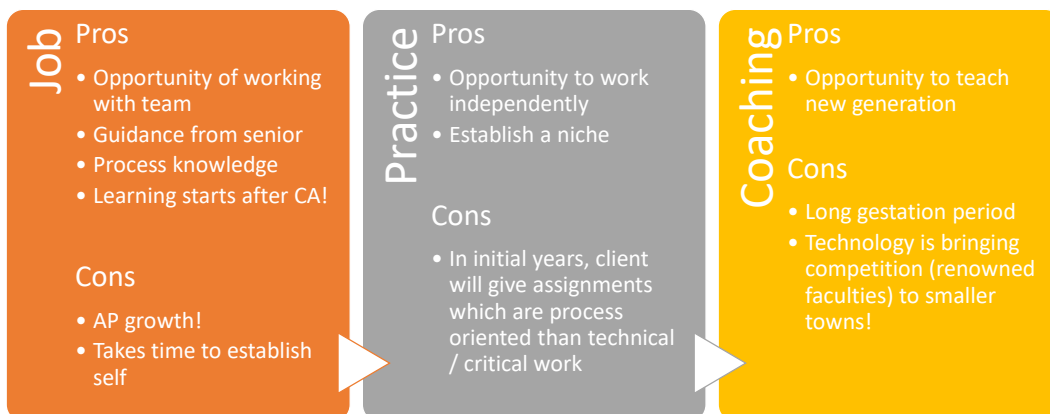 Job
Pros
• Opportunity of working
with team
• Guidance from senior
• Process knowledge
• Learning starts after CA!
Cons
• AP growth!
• Takes time to establish
self
Practice
Pros
• Opportunity to work
independently
• Establish a niche
Cons
• In initial years, client
will give assignments
which are process
oriented than technical
/ critical work
Coaching
Pros
• Opportunity to teach
new generation
Cons
• Long gestation period
• Technology is bringing
competition (renowned
faculties) to smaller
towns!